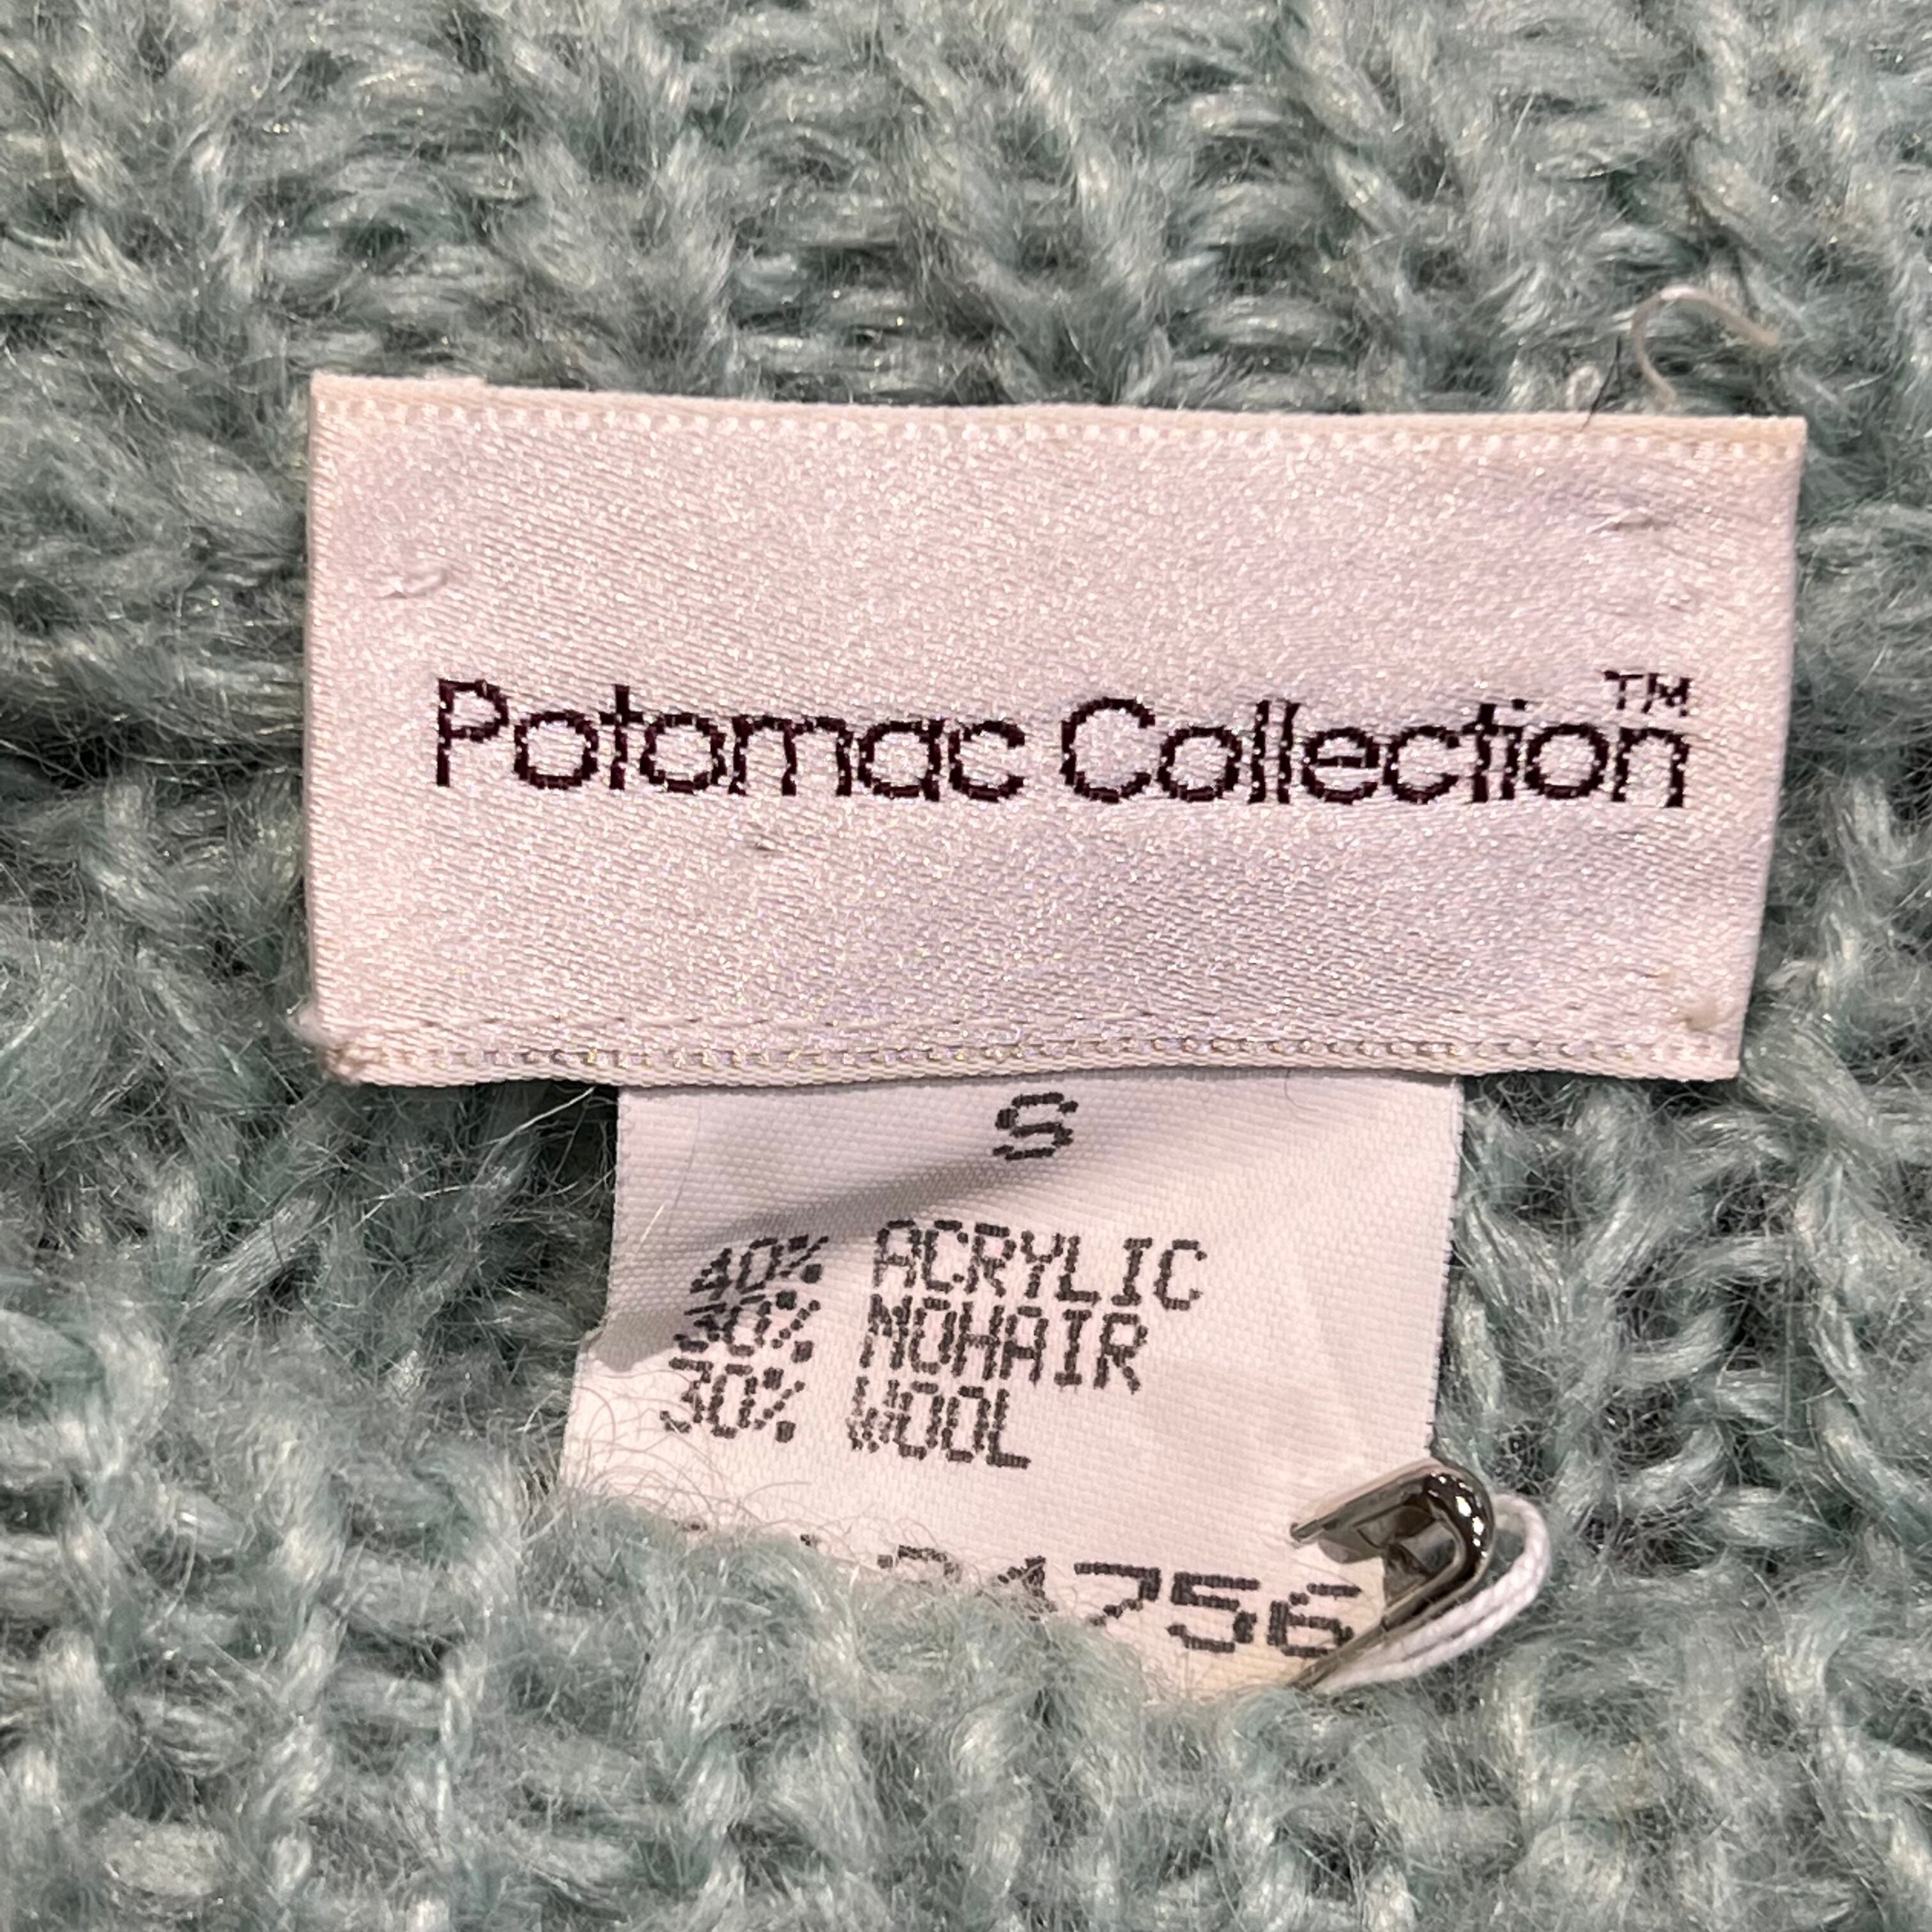 Potomac Collection™
S
40% ACRYLIC
30% MOHAIR
30% WOOL